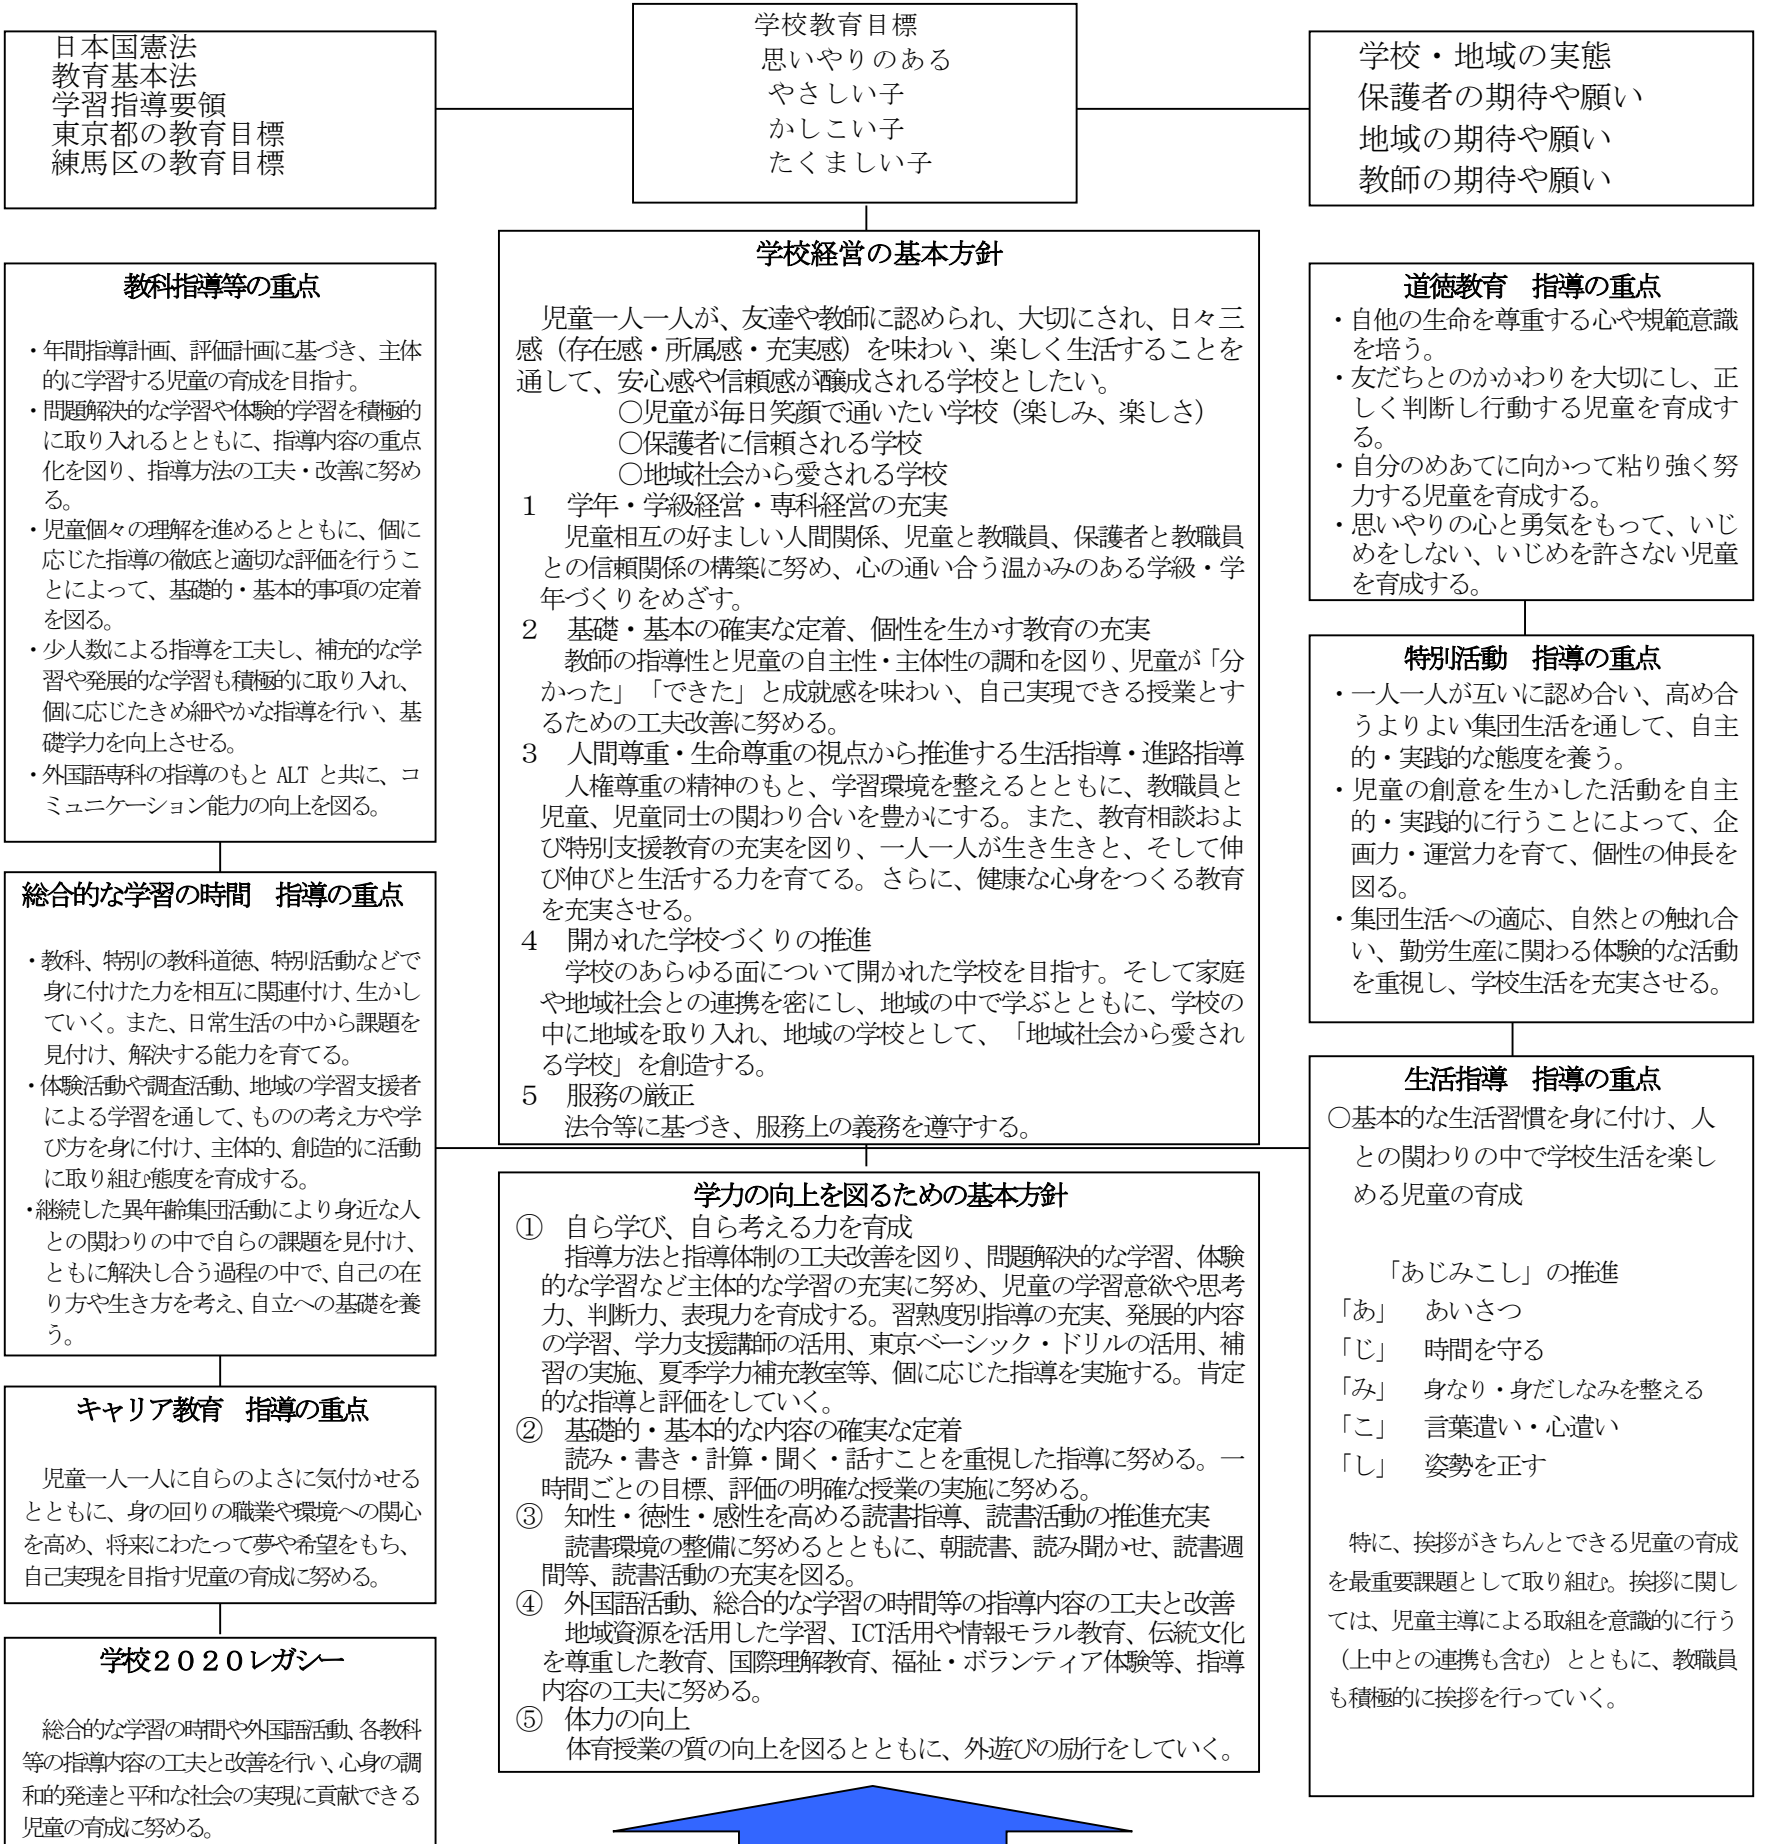 日本国憲法
教育基本法
学習指導要領
東京都の教育目標
練馬区の教育目標
学校教育目標
思いやりのある
やさしい子
かしこい子
たくましい子
学校・地域の実態
保護者の期待や願い
地域の期待や願い
教師の期待や願い
教科指導等の重点
・年間指導計画、評価計画に基づき、主体
的に学習する児童の育成を目指す。
・問題解決的な学習や体験的学習を積極的
に取り入れるとともに、指導内容の重点
化を図り、指導方法の工夫・改善に努め
る。
・児童個々の理解を進めるとともに、個に
応じた指導の徹底と適切な評価を行うこ
とによって、基礎的・基本的事項の定着
を図る。
・少人数による指導を工夫し、補充的な学
習や発展的な学習も積極的に取り入れ、
個に応じたきめ細やかな指導を行い、基
礎学力を向上させる。
・外国語専科の指導のもと ALT と共に、コ
ミュニケーション能力の向上を図る。
総合的な学習の時間　指導の重点
・教科、特別の教科道徳、特別活動などで
身に付けた力を相互に関連付け、生かし
ていく。また、日常生活の中から課題を
見付け、解決する能力を育てる。
・体験活動や調査活動、地域の学習支援者
による学習を通して、ものの考え方や学
び方を身に付け、主体的、創造的に活動
に取り組む態度を育成する。
・継続した異年齢集団活動により身近な人
との関わりの中で自らの課題を見付け、
ともに解決し合う過程の中で、自己の在
り方や生き方を考え、自立への基礎を養
う。
キャリア教育　指導の重点
児童一人一人に自らのよさに気付かせる
とともに、身の回りの職業や環境への関心
を高め、将来にわたって夢や希望をもち、
自己実現を目指す児童の育成に努める。
学校２０２０レガシー
総合的な学習の時間や外国語活動、各教科
等の指導内容の工夫と改善を行い、心身の調
和的発達と平和な社会の実現に貢献できる
児童の育成に努める。
学校経営の基本方針
児童一人一人が、友達や教師に認められ、大切にされ、日々三
感（存在感・所属感・充実感）を味わい、楽しく生活することを
通して、安心感や信頼感が醸成される学校としたい。
○児童が毎日笑顔で通いたい学校（楽しみ、楽しさ）
○保護者に信頼される学校
○地域社会から愛される学校
１　学年・学級経営・専科経営の充実
児童相互の好ましい人間関係、児童と教職員、保護者と教職員
との信頼関係の構築に努め、心の通い合う温かみのある学級・学
年づくりをめざす。
２　基礎・基本の確実な定着、個性を生かす教育の充実
教師の指導性と児童の自主性・主体性の調和を図り、児童が「分
かった」「できた」と成就感を味わい、自己実現できる授業とす
るための工夫改善に努める。
３　人間尊重・生命尊重の視点から推進する生活指導・進路指導
人権尊重の精神のもと、学習環境を整えるとともに、教職員と
児童、児童同士の関わり合いを豊かにする。また、教育相談およ
び特別支援教育の充実を図り、一人一人が生き生きと、そして伸
び伸びと生活する力を育てる。さらに、健康な心身をつくる教育
を充実させる。
４　開かれた学校づくりの推進
学校のあらゆる面について開かれた学校を目指す。そして家庭
や地域社会との連携を密にし、地域の中で学ぶとともに、学校の
中に地域を取り入れ、地域の学校として、「地域社会から愛され
る学校」を創造する。
５　服務の厳正
法令等に基づき、服務上の義務を遵守する。
学力の向上を図るための基本方針
①　自ら学び、自ら考える力を育成
指導方法と指導体制の工夫改善を図り、問題解決的な学習、体験
的な学習など主体的な学習の充実に努め、児童の学習意欲や思考
力、判断力、表現力を育成する。習熟度別指導の充実、発展的内容
の学習、学力支援講師の活用、東京ベーシック・ドリルの活用、補
習の実施、夏季学力補充教室等、個に応じた指導を実施する。肯定
的な指導と評価をしていく。
②　基礎的・基本的な内容の確実な定着
読み・書き・計算・聞く・話すことを重視した指導に努める。一
時間ごとの目標、評価の明確な授業の実施に努める。
③　知性・徳性・感性を高める読書指導、読書活動の推進充実
読書環境の整備に努めるとともに、朝読書、読み聞かせ、読書週
間等、読書活動の充実を図る。
④　外国語活動、総合的な学習の時間等の指導内容の工夫と改善
地域資源を活用した学習、ICT活用や情報モラル教育、伝統文化
を尊重した教育、国際理解教育、福祉・ボランティア体験等、指導
内容の工夫に努める。
⑤　体力の向上
体育授業の質の向上を図るとともに、外遊びの励行をしていく。
道徳教育　指導の重点
・自他の生命を尊重する心や規範意識
を培う。
・友だちとのかかわりを大切にし、正
しく判断し行動する児童を育成す
る。
・自分のめあてに向かって粘り強く努
力する児童を育成する。
・思いやりの心と勇気をもって、いじ
めをしない、いじめを許さない児童
を育成する。
特別活動　指導の重点
・一人一人が互いに認め合い、高め合
うよりよい集団生活を通して、自主
的・実践的な態度を養う。
・児童の創意を生かした活動を自主
的・実践的に行うことによって、企
画力・運営力を育て、個性の伸長を
図る。
・集団生活への適応、自然との触れ合
い、勤労生産に関わる体験的な活動
を重視し、学校生活を充実させる。
生活指導　指導の重点
○基本的な生活習慣を身に付け、人
との関わりの中で学校生活を楽し
める児童の育成
「あじみこし」の推進
「あ」　あいさつ
「じ」　時間を守る
「み」　身なり・身だしなみを整える
「こ」　言葉遣い・心遣い
「し」　姿勢を正す
特に、挨拶がきちんとできる児童の育成
を最重要課題として取り組む。挨拶に関し
ては、児童主導による取組を意識的に行う
（上中との連携も含む）とともに、教職員
も積極的に挨拶を行っていく。